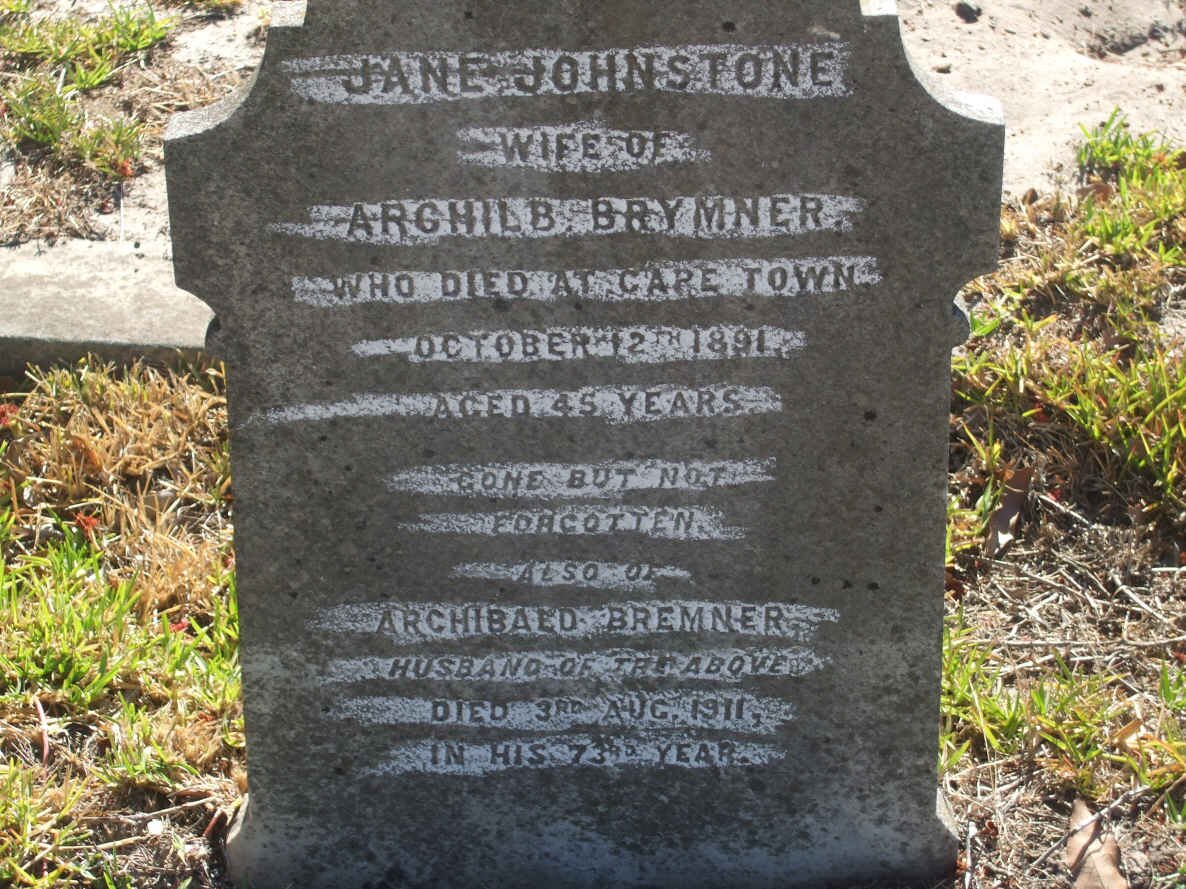 JANE JOHNSTONE
WIFE OF
ARCHILB. BRYMNER
WHO DIED AT CAPE TOWN
OCTOBER 12TH 1891
AGED 45 YEARS
GONE BUT NOT
FORGOTTEN.
ALSO OF
ARCHIBALD BREMNER,
HUSBAND OF THE ABOVE
DIED 3RD AUG. 1911,
IN HIS 73RD YEAR.